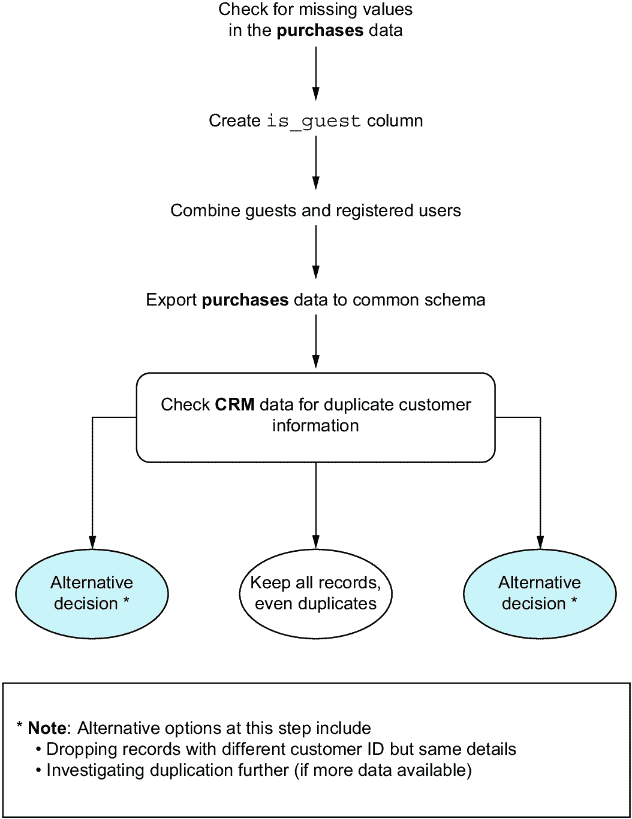 Check for missing values
in the purchases data
Create is_guest column
Combine guests and registered users
Export purchases data to common schema
Check CRM data for duplicate customer
information
Alternative
decision *
Keep all records,
even duplicates
Alternative
decision *
* Note: Alternative options at this step include
• Dropping records with different customer ID but same details
• Investigating duplication further (if more data available)